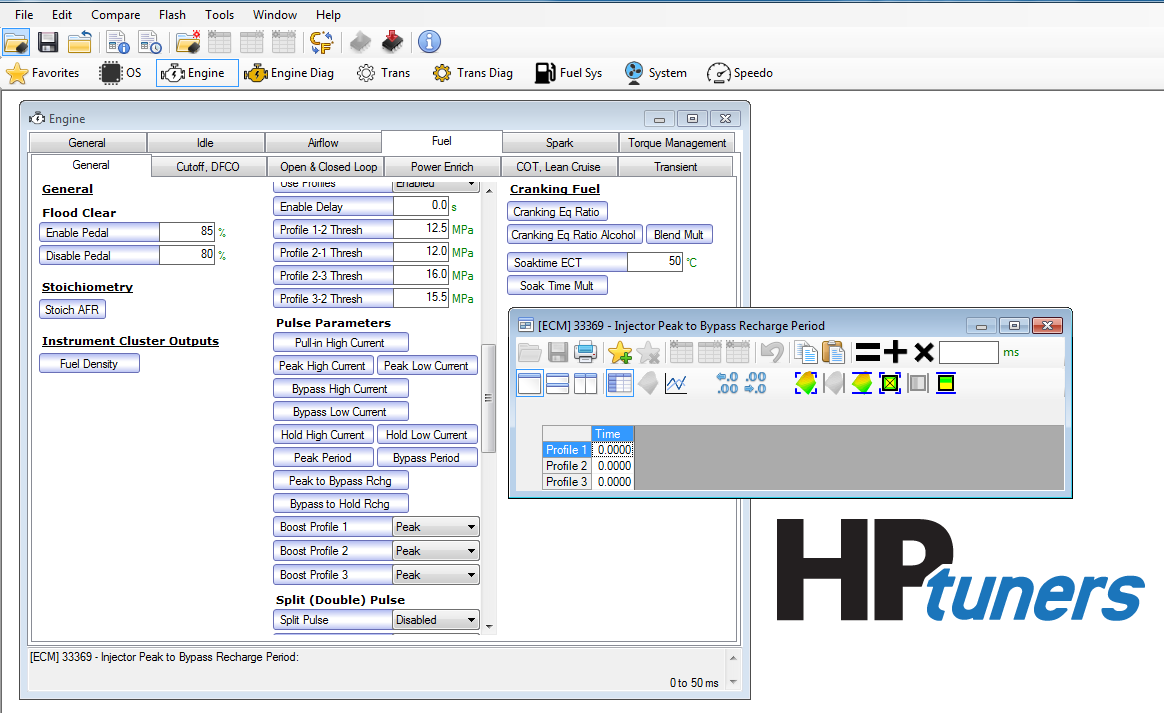 File Edit Compare Flash Tools Window Help
Favorites OS Engine Engine Diag Trans Trans Diag Fuel Sys System Speedo
Engine
General Idle Airflow Fuel Spark Torque Management
General Cutoff, DFCO Open & Closed Loop Power Enrich COT, Lean Cruise Transient
General
Flood Clear
Enable Pedal 85 %
Disable Pedal 80 %
Stoichiometry
Stoich AFR
Instrument Cluster Outputs
Fuel Density
Use Profiles Enabled
Enable Delay 0.0 s
Profile 1-2 Thresh 12.5 MPa
Profile 2-1 Thresh 12.0 MPa
Profile 2-3 Thresh 16.0 MPa
Profile 3-2 Thresh 15.5 MPa
Pulse Parameters
Pull-in High Current
Peak High Current Peak Low Current
Bypass High Current
Bypass Low Current
Hold High Current Hold Low Current
Peak Period Bypass Period
Peak to Bypass Rchg
Bypass to Hold Rchg
Boost Profile 1 Peak
Boost Profile 2 Peak
Boost Profile 3 Peak
Split (Double) Pulse
Split Pulse Disabled
Cranking Fuel
Cranking Eq Ratio
Cranking Eq Ratio Alcohol Blend Mult
Soaktime ECT 50 °C
Soak Time Mult
[ECM] 33369 - Injector Peak to Bypass Recharge Period
ms
←.0 .00
.00 →.0
Time
Profile 1 0.0000
Profile 2 0.0000
Profile 3 0.0000
HPtuners
[ECM] 33369 - Injector Peak to Bypass Recharge Period:
0 to 50 ms